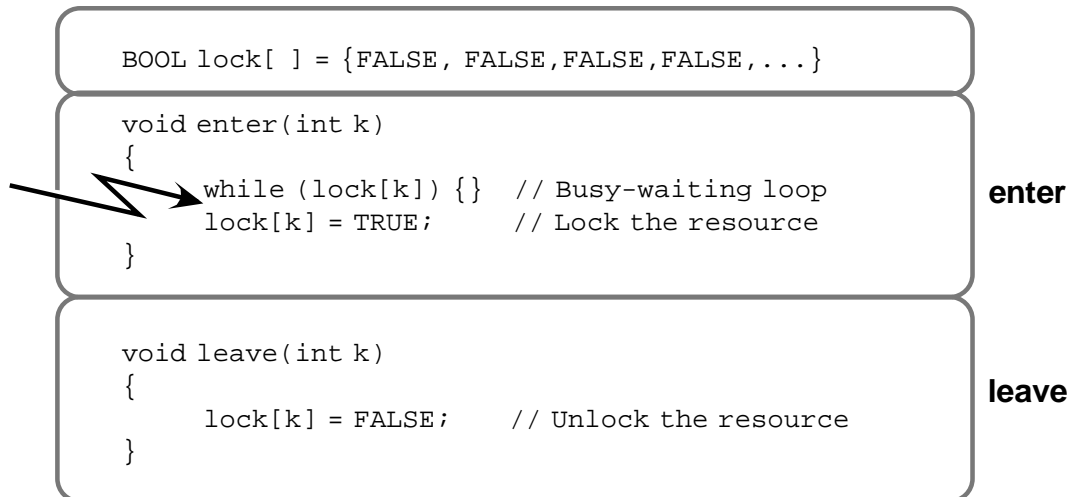 BOOL lock[ ] = {FALSE, FALSE,FALSE,FALSE,...}
void enter(int k)
{
while (lock[k]) {} // Busy-waiting loop
lock[k] = TRUE; // Lock the resource
}
enter
void leave(int k)
{
lock[k] = FALSE; // Unlock the resource
}
leave